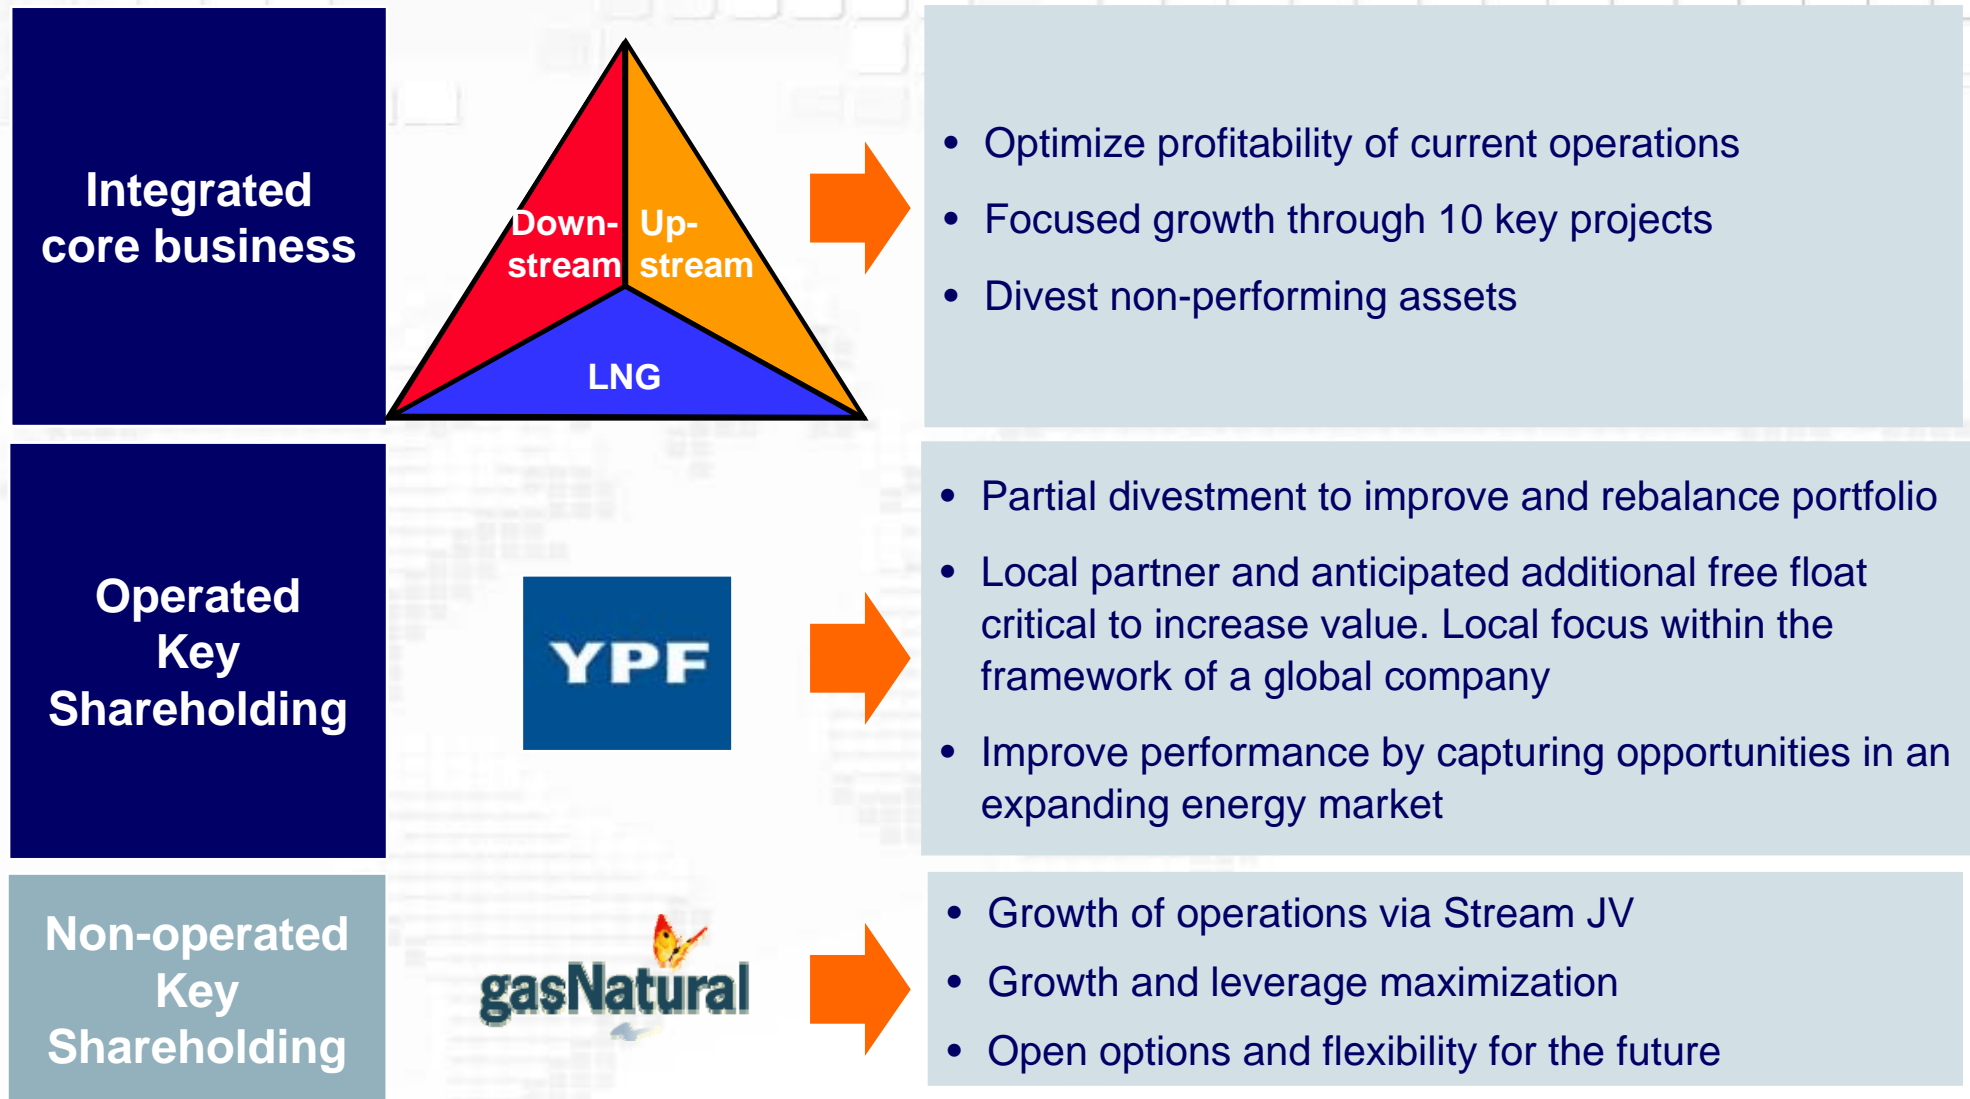 Integrated
core business
Down-
stream
Up-
stream
LNG
• Optimize profitability of current operations
• Focused growth through 10 key projects
• Divest non-performing assets
Operated
Key
Shareholding
YPF
• Partial divestment to improve and rebalance portfolio
• Local partner and anticipated additional free float
critical to increase value. Local focus within the
framework of a global company
• Improve performance by capturing opportunities in an
expanding energy market
Non-operated
Key
Shareholding
gasNatural
• Growth of operations via Stream JV
• Growth and leverage maximization
• Open options and flexibility for the future